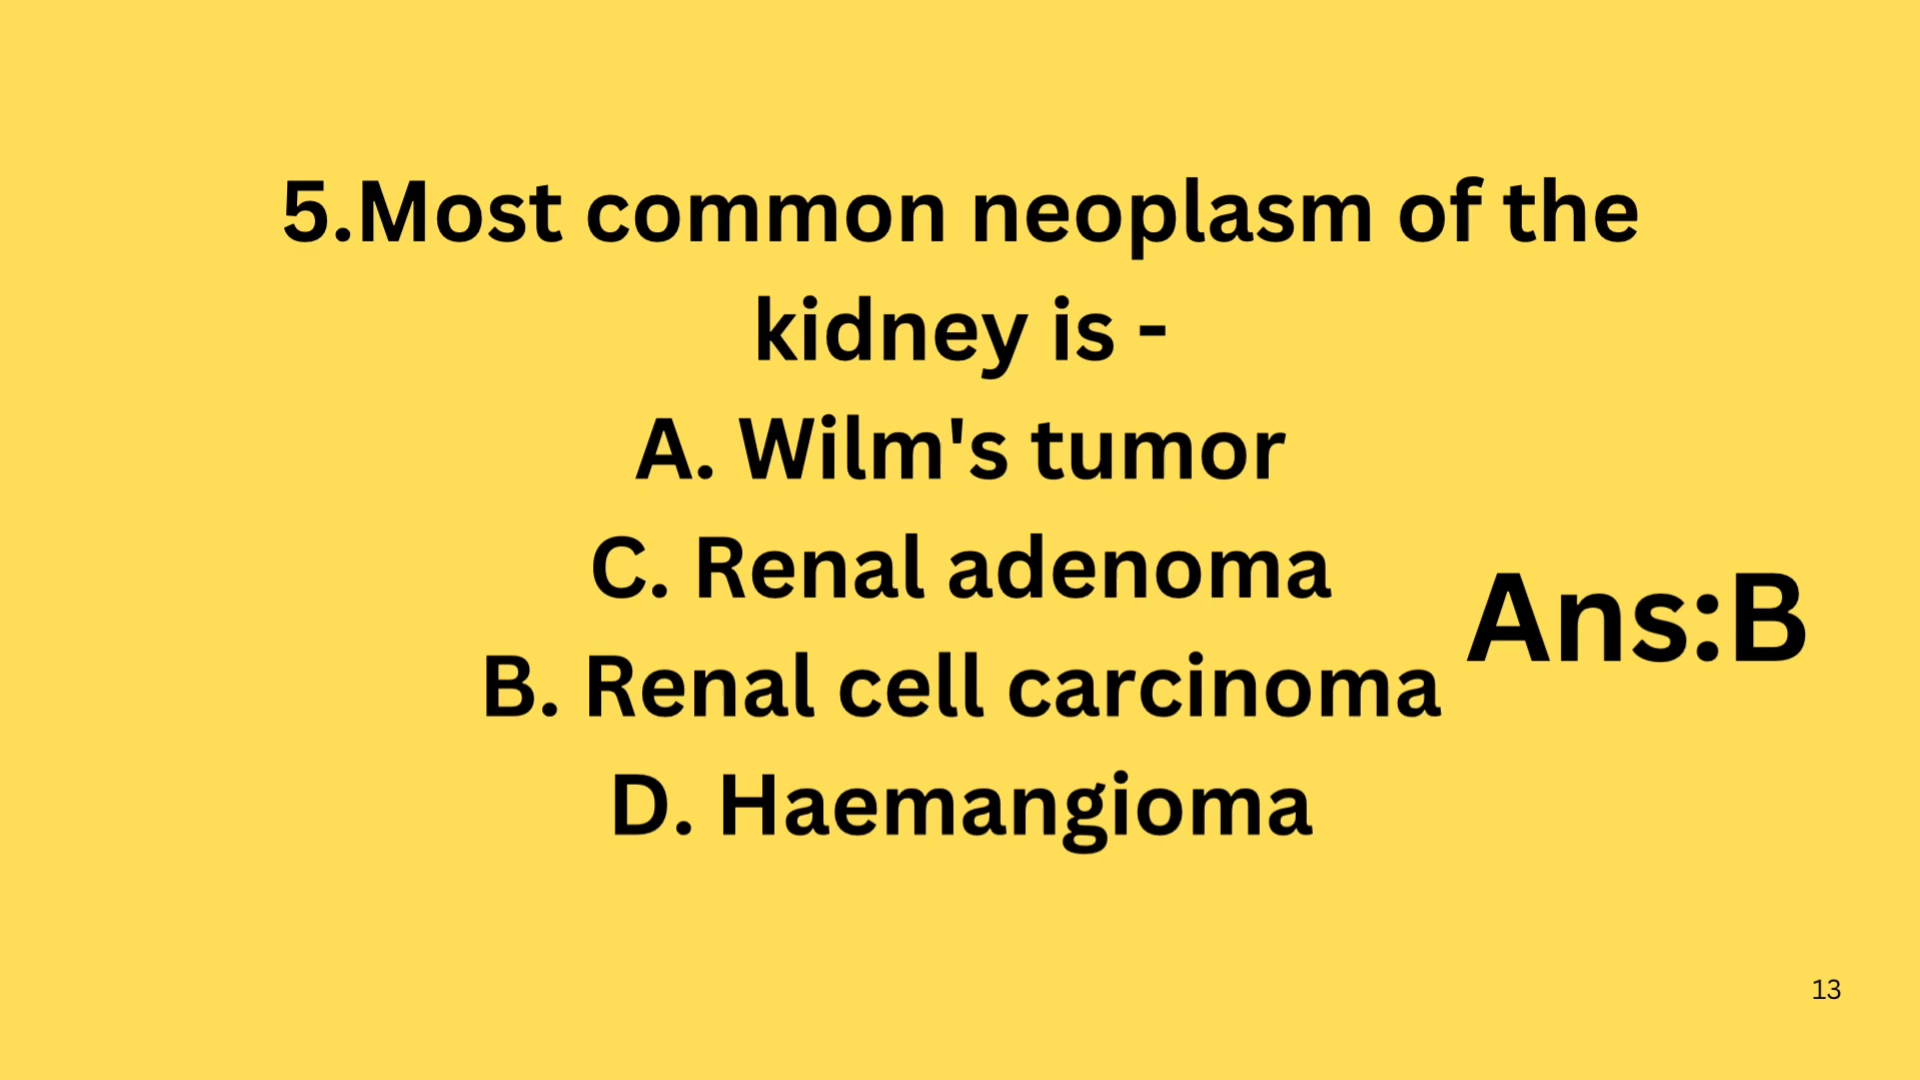 5.Most common neoplasm of the
kidney is -
A. Wilm's tumor
C. Renal adenoma
B. Renal cell carcinoma
D. Haemangioma
Ans:B
13